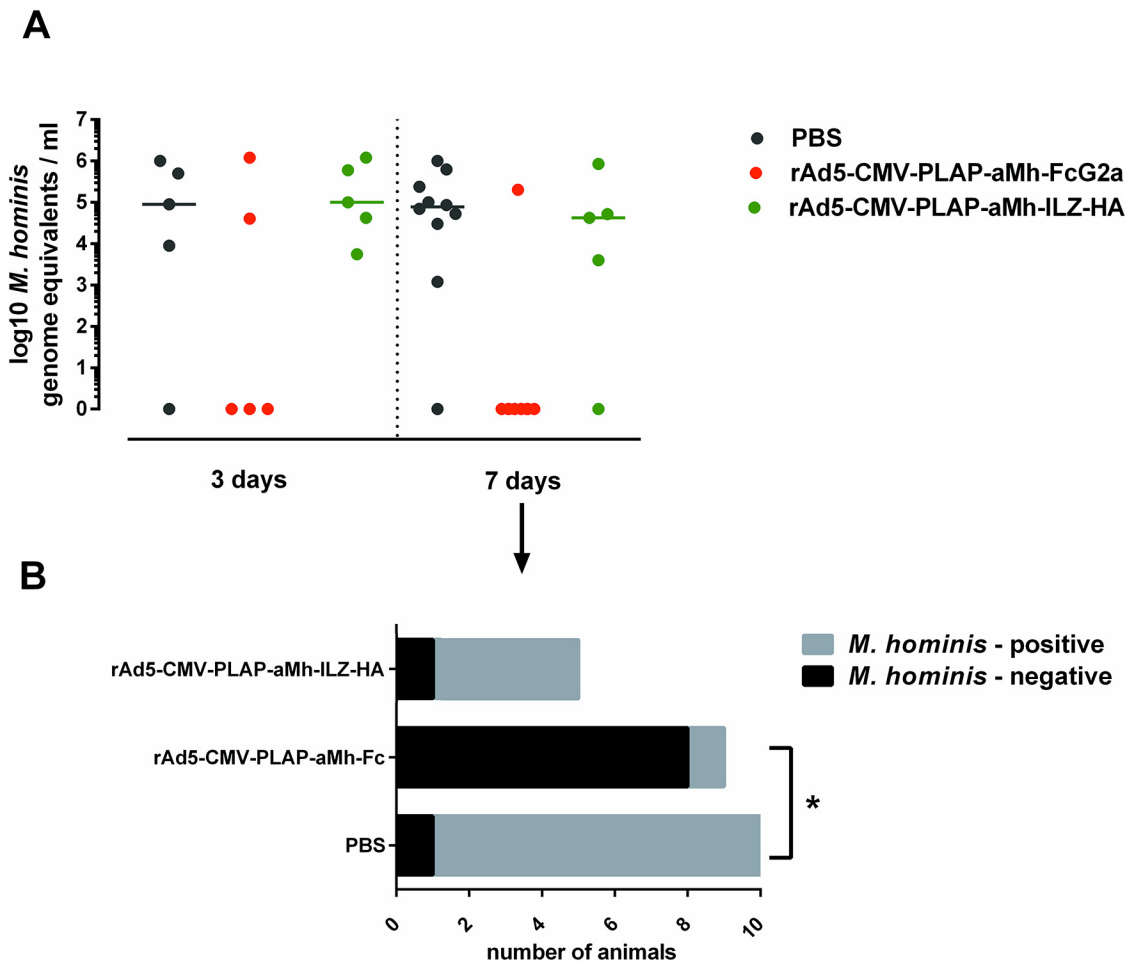 A
log10 M. hominis
genome equivalents / ml
7
6
5
4
3
2
1
0
3 days
7 days
PBS
rAd5-CMV-PLAP-aMh-FcG2a
rAd5-CMV-PLAP-aMh-ILZ-HA
B
rAd5-CMV-PLAP-aMh-ILZ-HA
rAd5-CMV-PLAP-aMh-Fc
PBS
0 2 4 6 8 10
number of animals
M. hominis - positive
M. hominis - negative
*